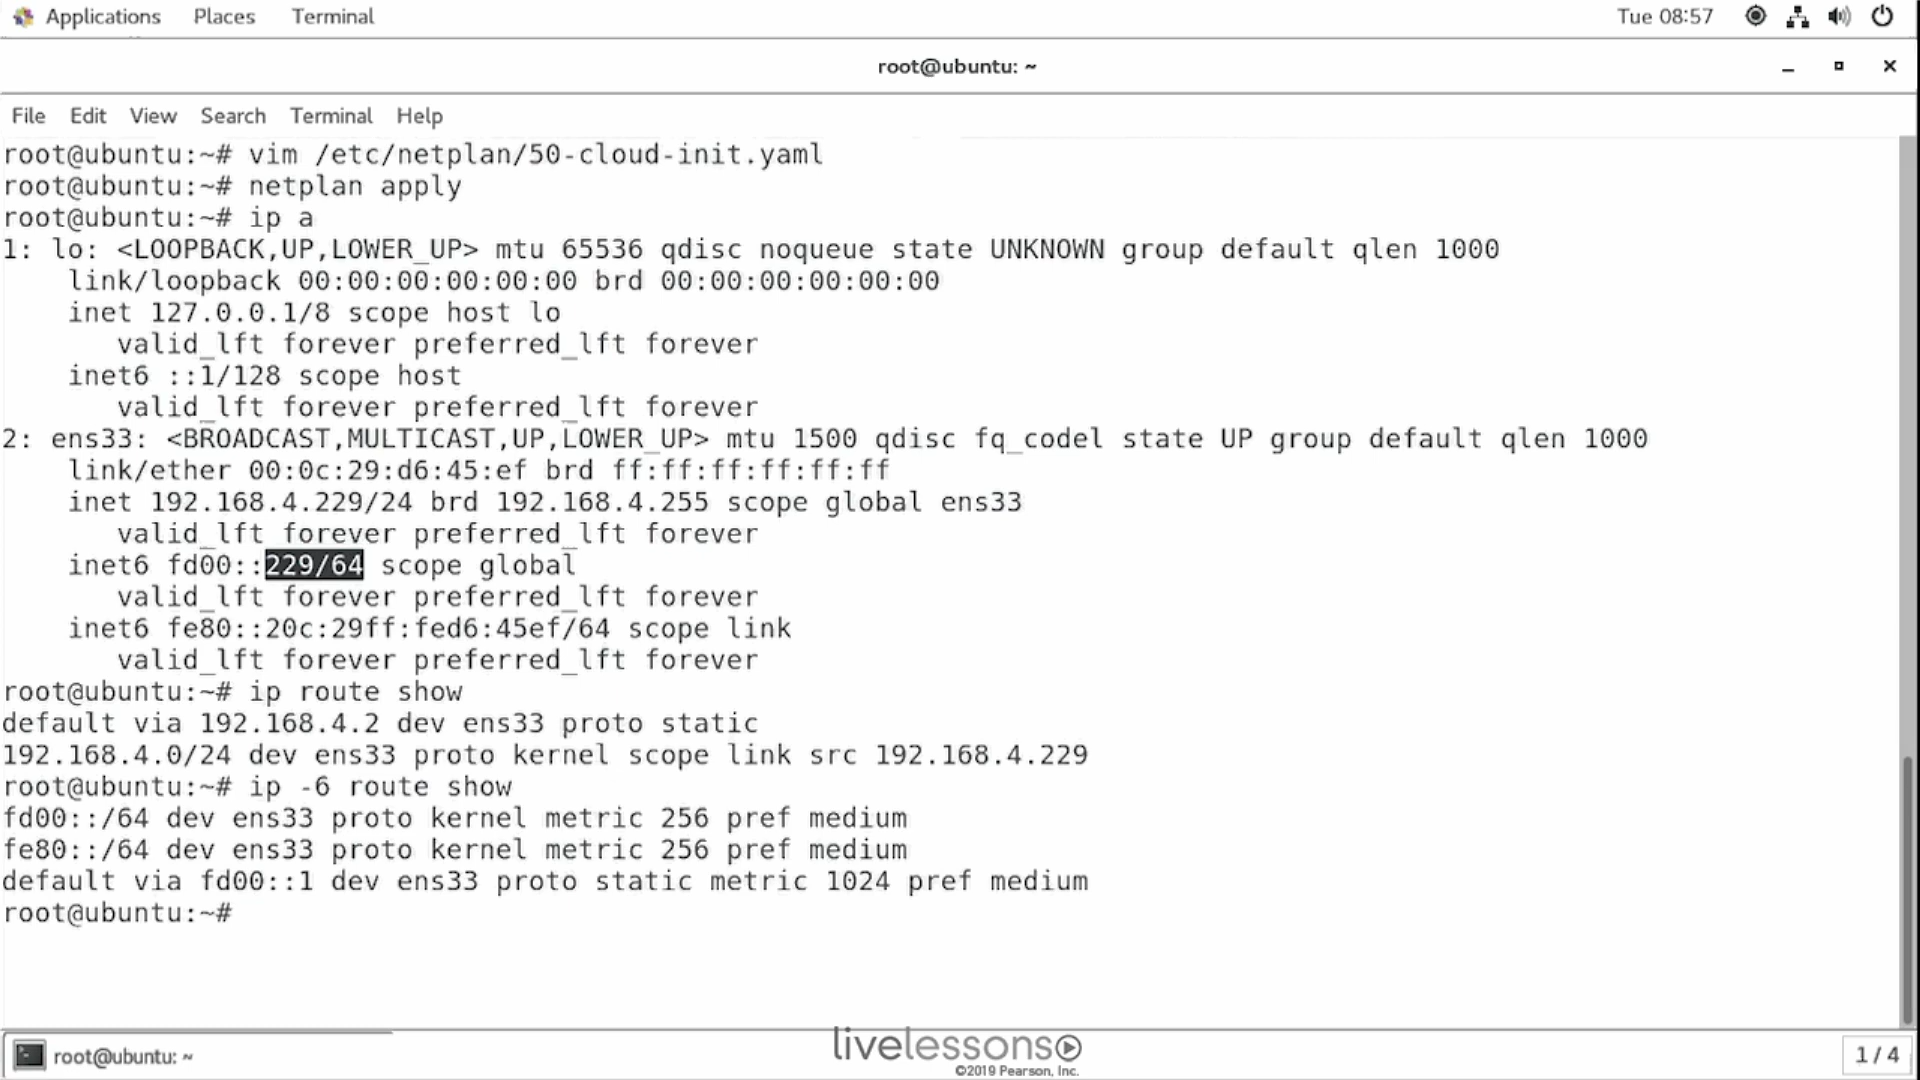 Applications Places Terminal Tue 08:57
root@ubuntu: ~
File Edit View Search Terminal Help
root@ubuntu:~# vim /etc/netplan/50-cloud-init.yaml
root@ubuntu:~# netplan apply
root@ubuntu:~# ip a
1: lo: <LOOPBACK,UP,LOWER_UP> mtu 65536 qdisc noqueue state UNKNOWN group default qlen 1000
    link/loopback 00:00:00:00:00:00 brd 00:00:00:00:00:00
    inet 127.0.0.1/8 scope host lo
       valid_lft forever preferred_lft forever
    inet6 ::1/128 scope host
       valid_lft forever preferred_lft forever
2: ens33: <BROADCAST,MULTICAST,UP,LOWER_UP> mtu 1500 qdisc fq_codel state UP group default qlen 1000
    link/ether 00:0c:29:d6:45:ef brd ff:ff:ff:ff:ff:ff
    inet 192.168.4.229/24 brd 192.168.4.255 scope global ens33
       valid_lft forever preferred_lft forever
    inet6 fd00::229/64 scope global
       valid_lft forever preferred_lft forever
    inet6 fe80::20c:29ff:fed6:45ef/64 scope link
       valid_lft forever preferred_lft forever
root@ubuntu:~# ip route show
default via 192.168.4.2 dev ens33 proto static
192.168.4.0/24 dev ens33 proto kernel scope link src 192.168.4.229
root@ubuntu:~# ip -6 route show
fd00::/64 dev ens33 proto kernel metric 256 pref medium
fe80::/64 dev ens33 proto kernel metric 256 pref medium
default via fd00::1 dev ens33 proto static metric 1024 pref medium
root@ubuntu:~#
root@ubuntu: ~ livelessons 1 / 4
©2019 Pearson, Inc.